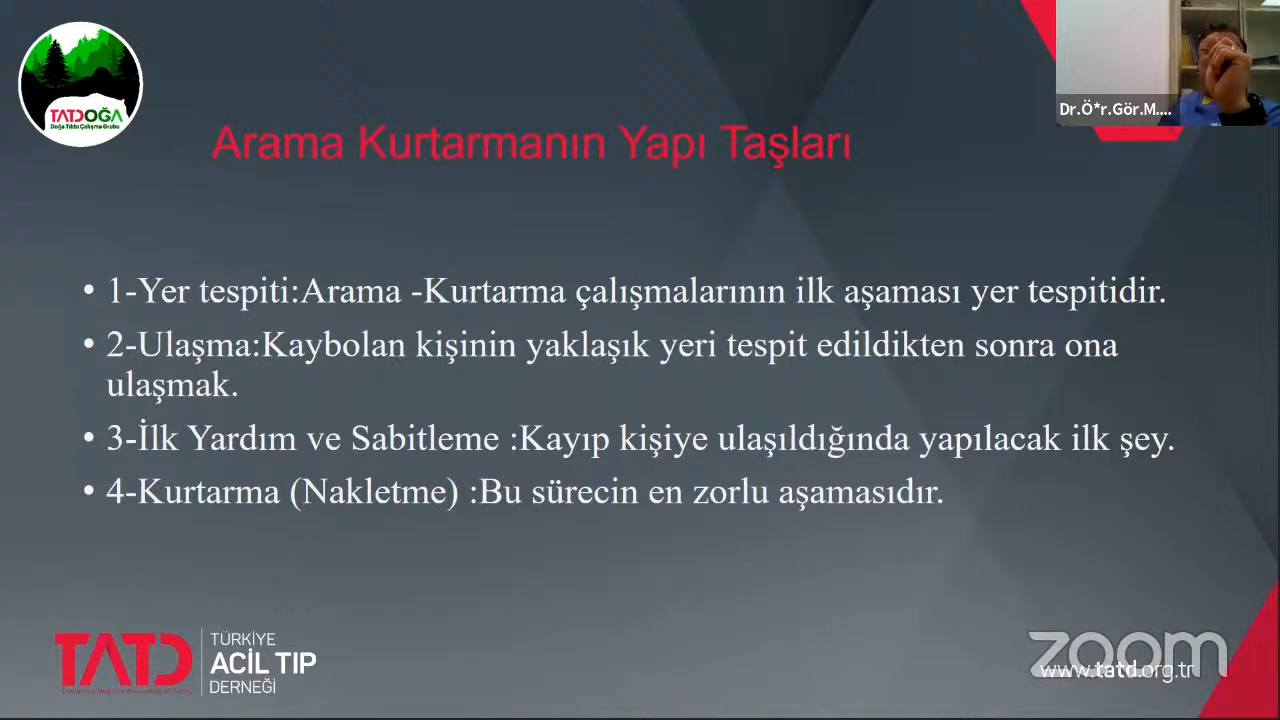 TATDOĞA
Doğa Tıbbı Çalışma Grubu
Dr.Ö*r.Gör.M....
Arama Kurtarmanın Yapı Taşları
• 1-Yer tespiti:Arama -Kurtarma çalışmalarının ilk aşaması yer tespitidir.
• 2-Ulaşma:Kaybolan kişinin yaklaşık yeri tespit edildikten sonra ona
ulaşmak.
• 3-İlk Yardım ve Sabitleme :Kayıp kişiye ulaşıldığında yapılacak ilk şey.
• 4-Kurtarma (Nakletme) :Bu sürecin en zorlu aşamasıdır.
TATD
TÜRKİYE
ACİL TIP
DERNEĞİ
zoom
www.tatd.org.tr